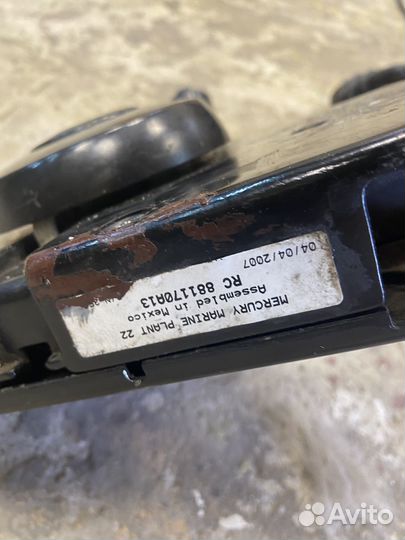 MERCURY MARINE PLANT 22
Assembled in Mexico
RC 881170A13
04/04/2007
Avito